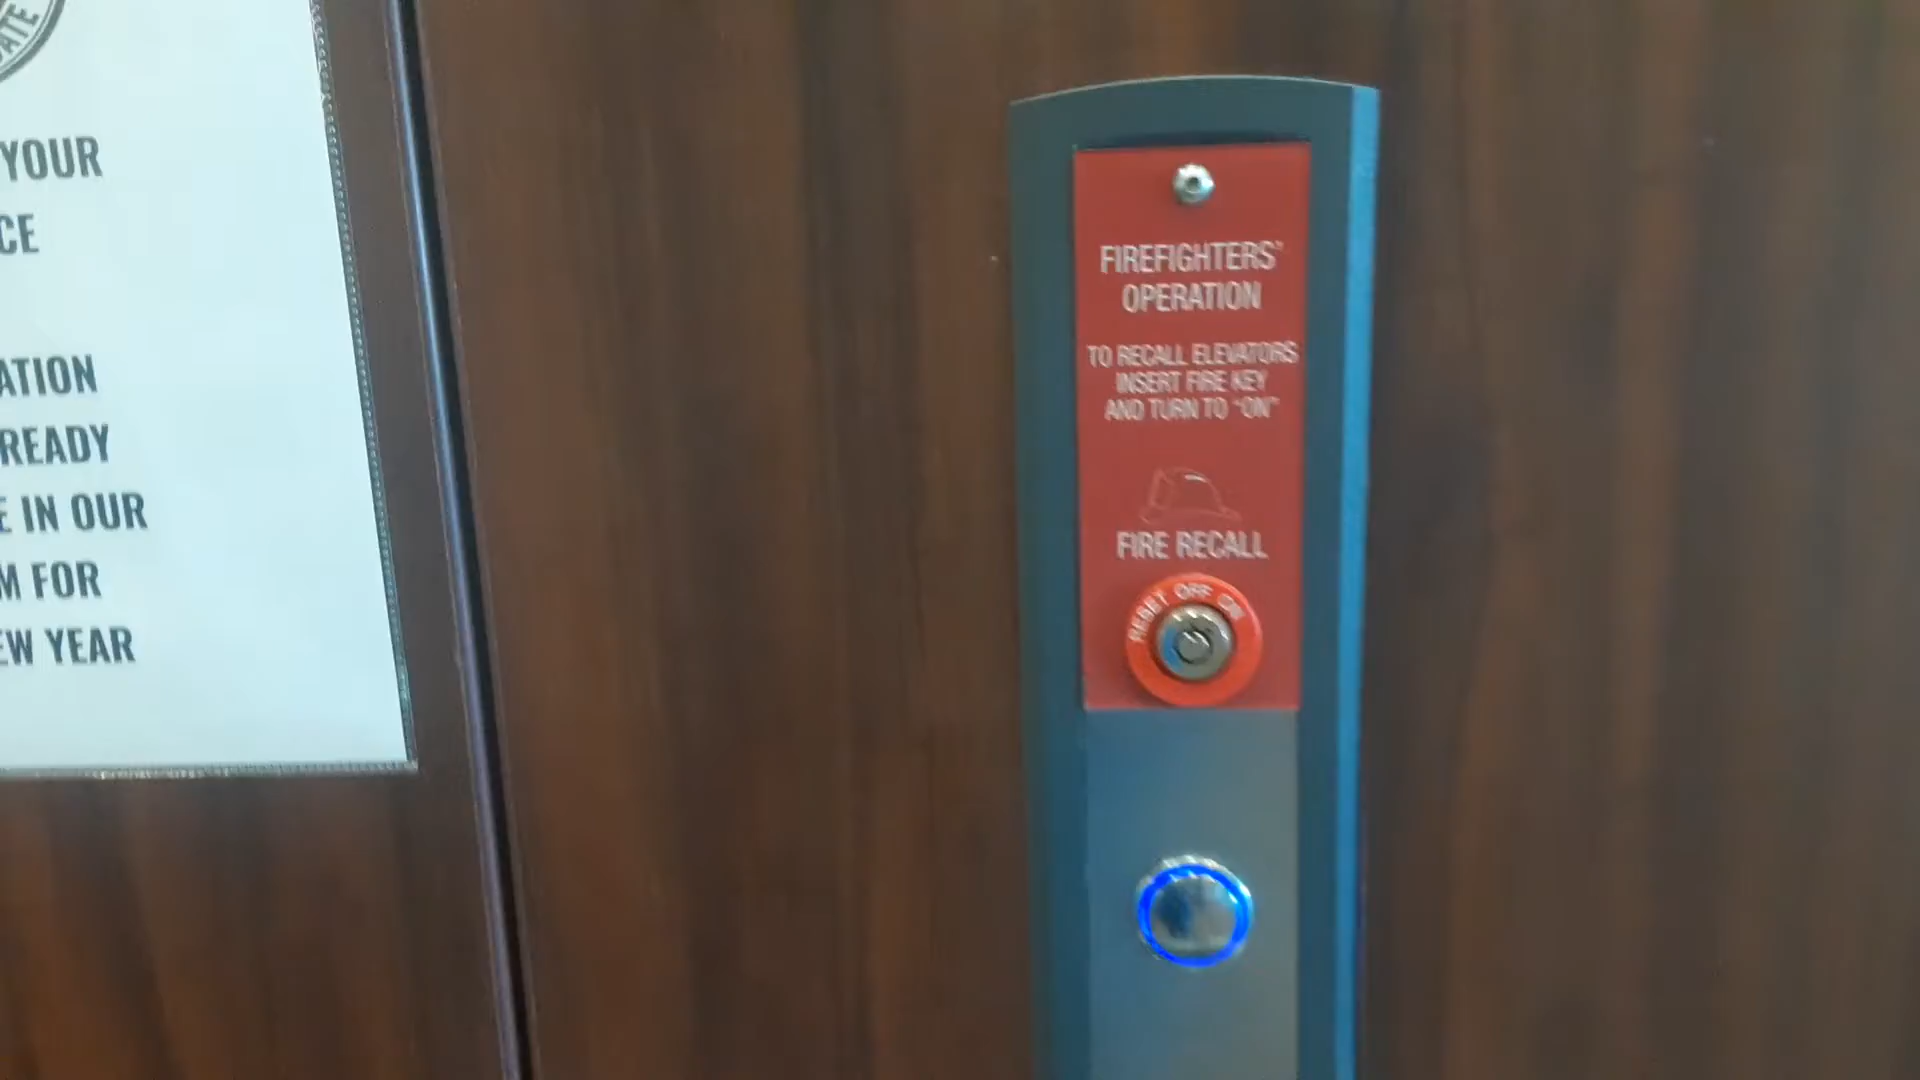 YOUR
CE
ATION
READY
E IN OUR
M FOR
EW YEAR
FIREFIGHTERS'
OPERATION
TO RECALL ELEVATORS
INSERT FIRE KEY
AND TURN TO "ON"
FIRE RECALL
RESET OFF ON